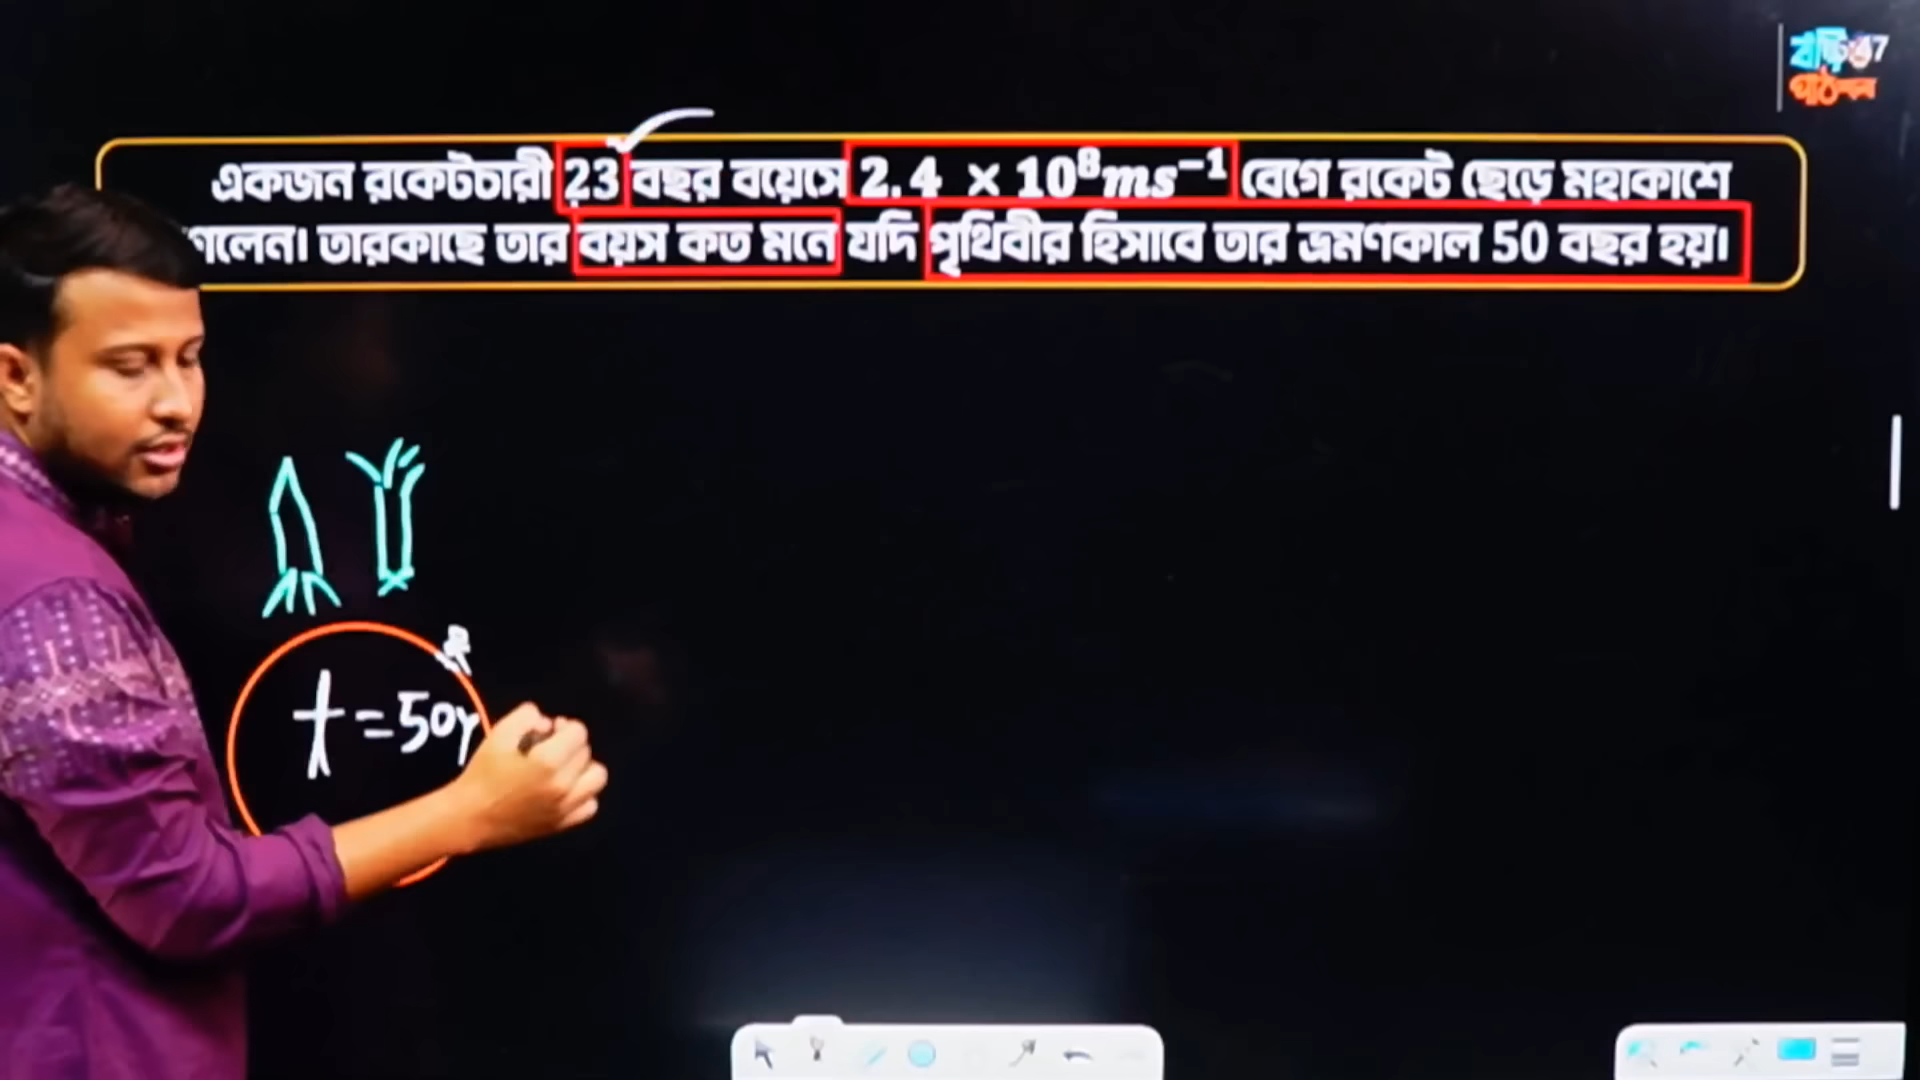 পাঠশালা
একজন রকেটচারী 23 বছর বয়েসে 2.4 × 10⁸ms⁻¹ বেগে রকেট ছেড়ে মহাকাশে
গেলেন। তারকাছে তার বয়স কত মনে যদি পৃথিবীর হিসাবে তার ভ্রমণকাল 50 বছর হয়।
t = 50y